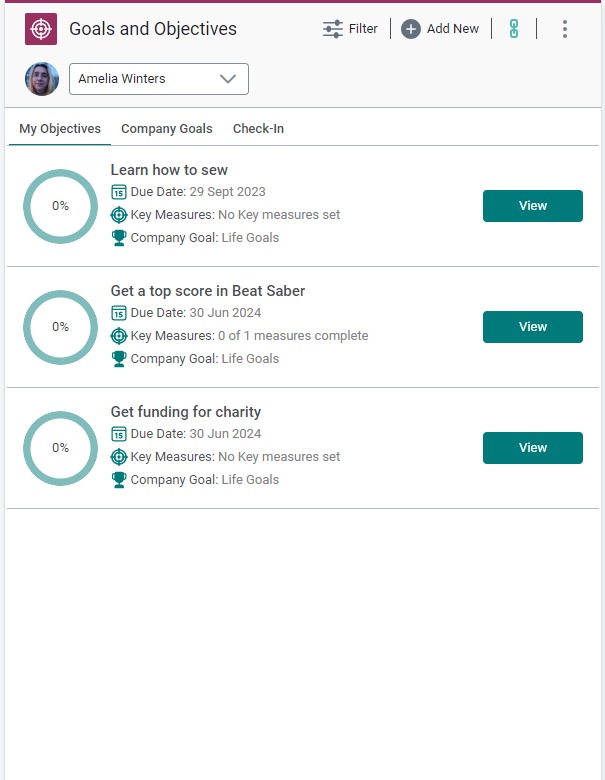 Goals and Objectives Filter Add New
Amelia Winters
My Objectives Company Goals Check-In
Learn how to sew
15 Due Date: 29 Sept 2023
0% View
Key Measures: No Key measures set
Company Goal: Life Goals
Get a top score in Beat Saber
15 Due Date: 30 Jun 2024
0% View
Key Measures: 0 of 1 measures complete
Company Goal: Life Goals
Get funding for charity
15 Due Date: 30 Jun 2024
0% View
Key Measures: No Key measures set
Company Goal: Life Goals